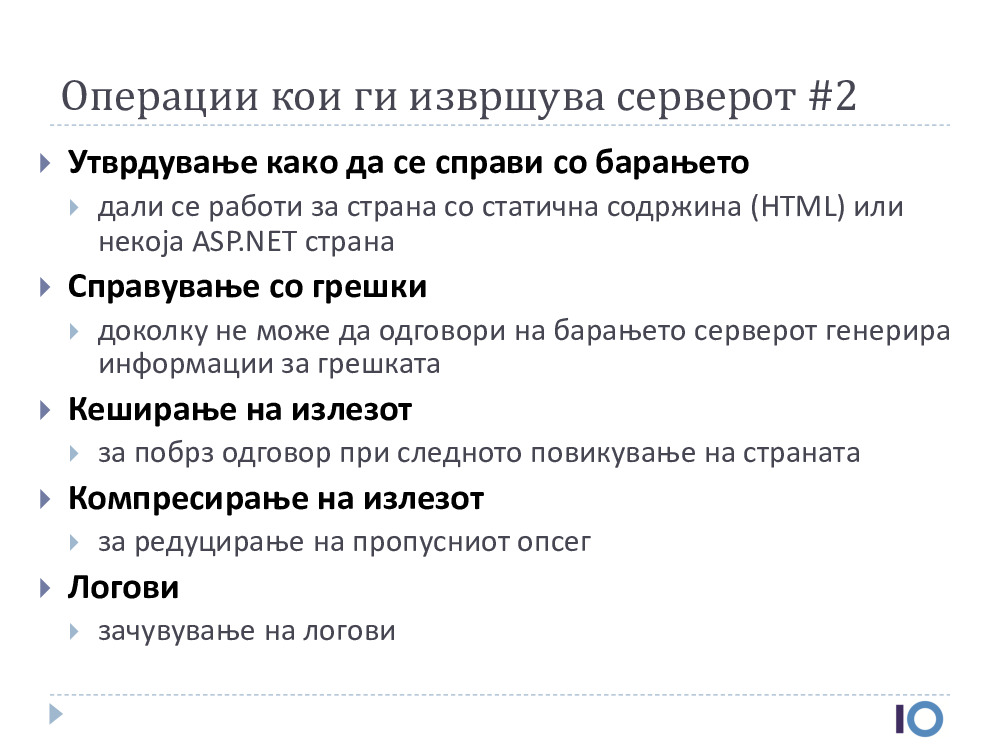 Операции кои ги извршува серверот #2
Утврдување како да се справи со барањето
дали се работи за страна со статична содржина (HTML) или
некоја ASP.NET страна
Справување со грешки
доколку не може да одговори на барањето серверот генерира
информации за грешката
Кеширање на излезот
за побрз одговор при следното повикување на страната
Компресирање на излезот
за редуцирање на пропусниот опсег
Логови
зачувување на логови
IO